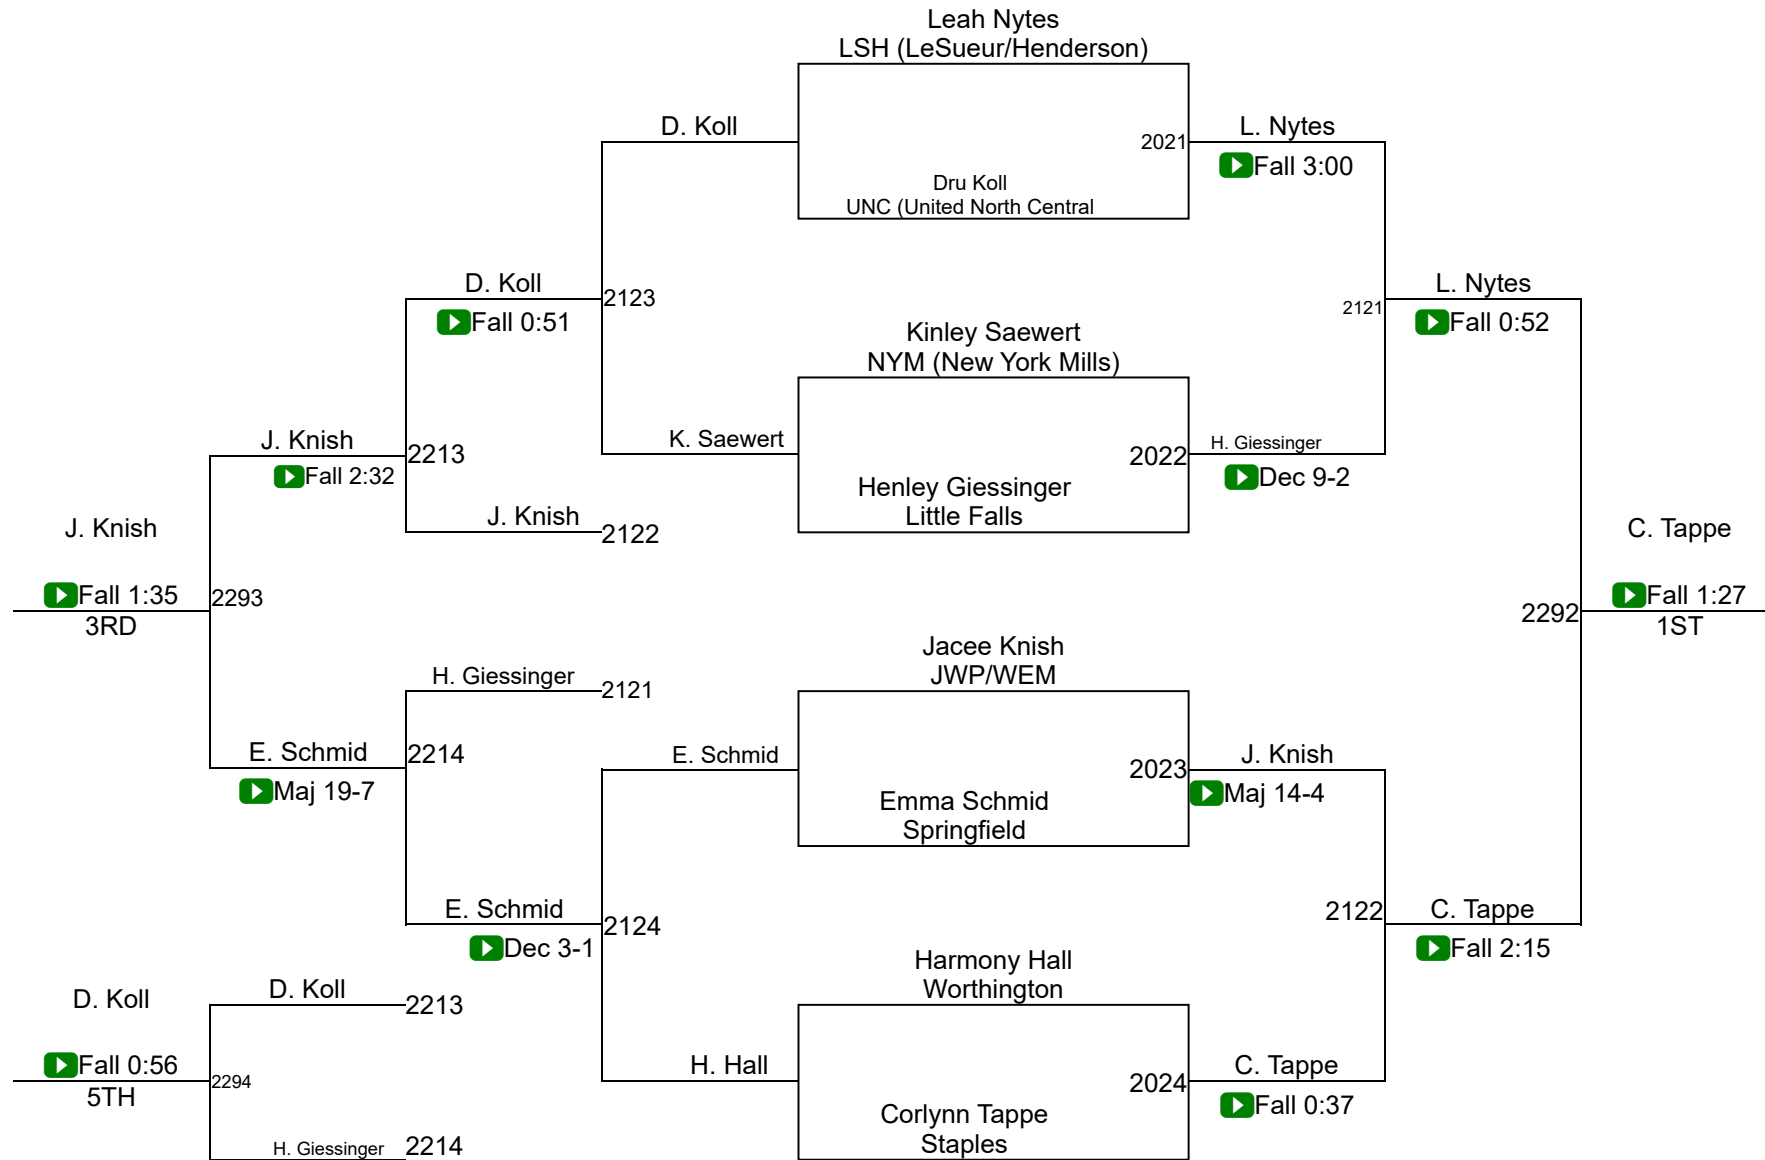 Leah Nytes
LSH (LeSueur/Henderson)
D. Koll
2021
L. Nytes
Fall 3:00
Dru Koll
UNC (United North Central
D. Koll
2123
Fall 0:51
2121
L. Nytes
Fall 0:52
Kinley Saewert
NYM (New York Mills)
J. Knish
2213
Fall 2:32
K. Saewert
2022
H. Giessinger
Dec 9-2
Henley Giessinger
Little Falls
J. Knish
2122
J. Knish
Fall 1:35
3RD
2293
C. Tappe
2292
Fall 1:27
1ST
Jacee Knish
JWP/WEM
H. Giessinger
2121
E. Schmid
2214
Maj 19-7
E. Schmid
2023
J. Knish
Maj 14-4
Emma Schmid
Springfield
E. Schmid
2124
Dec 3-1
2122
C. Tappe
Fall 2:15
Harmony Hall
Worthington
D. Koll
D. Koll
2213
Fall 0:56
5TH
2294
H. Hall
2024
C. Tappe
Fall 0:37
Corlynn Tappe
Staples
H. Giessinger
2214